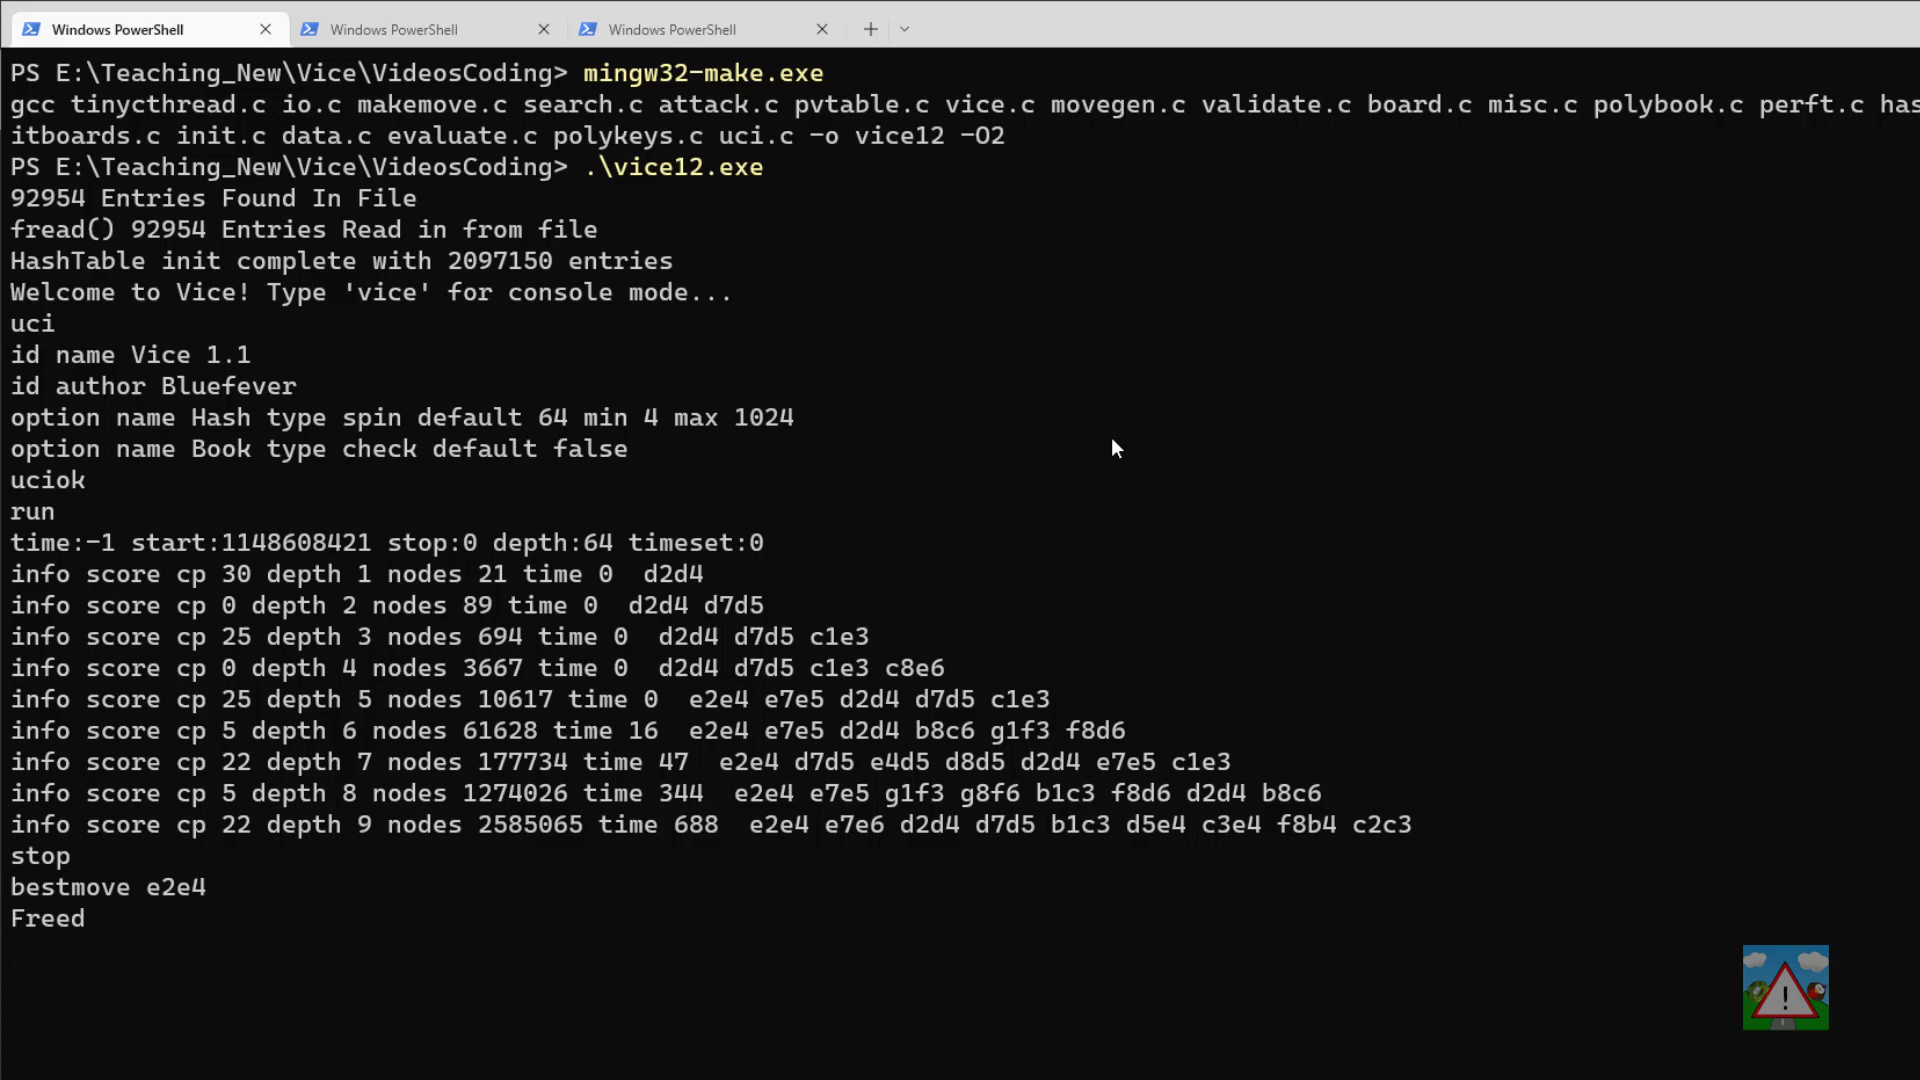 Windows PowerShell Windows PowerShell Windows PowerShell
PS E:\Teaching_New\Vice\VideosCoding> mingw32-make.exe
gcc tinycthread.c io.c makemove.c search.c attack.c pvtable.c vice.c movegen.c validate.c board.c misc.c polybook.c perft.c has
itboards.c init.c data.c evaluate.c polykeys.c uci.c -o vice12 -O2
PS E:\Teaching_New\Vice\VideosCoding> .\vice12.exe
92954 Entries Found In File
fread() 92954 Entries Read in from file
HashTable init complete with 2097150 entries
Welcome to Vice! Type 'vice' for console mode...
uci
id name Vice 1.1
id author Bluefever
option name Hash type spin default 64 min 4 max 1024
option name Book type check default false
uciok
run
time:-1 start:1148608421 stop:0 depth:64 timeset:0
info score cp 30 depth 1 nodes 21 time 0  d2d4
info score cp 0 depth 2 nodes 89 time 0  d2d4 d7d5
info score cp 25 depth 3 nodes 694 time 0  d2d4 d7d5 c1e3
info score cp 0 depth 4 nodes 3667 time 0  d2d4 d7d5 c1e3 c8e6
info score cp 25 depth 5 nodes 10617 time 0  e2e4 e7e5 d2d4 d7d5 c1e3
info score cp 5 depth 6 nodes 61628 time 16  e2e4 e7e5 d2d4 b8c6 g1f3 f8d6
info score cp 22 depth 7 nodes 177734 time 47  e2e4 d7d5 e4d5 d8d5 d2d4 e7e5 c1e3
info score cp 5 depth 8 nodes 1274026 time 344  e2e4 e7e5 g1f3 g8f6 b1c3 f8d6 d2d4 b8c6
info score cp 22 depth 9 nodes 2585065 time 688  e2e4 e7e6 d2d4 d7d5 b1c3 d5e4 c3e4 f8b4 c2c3
stop
bestmove e2e4
Freed